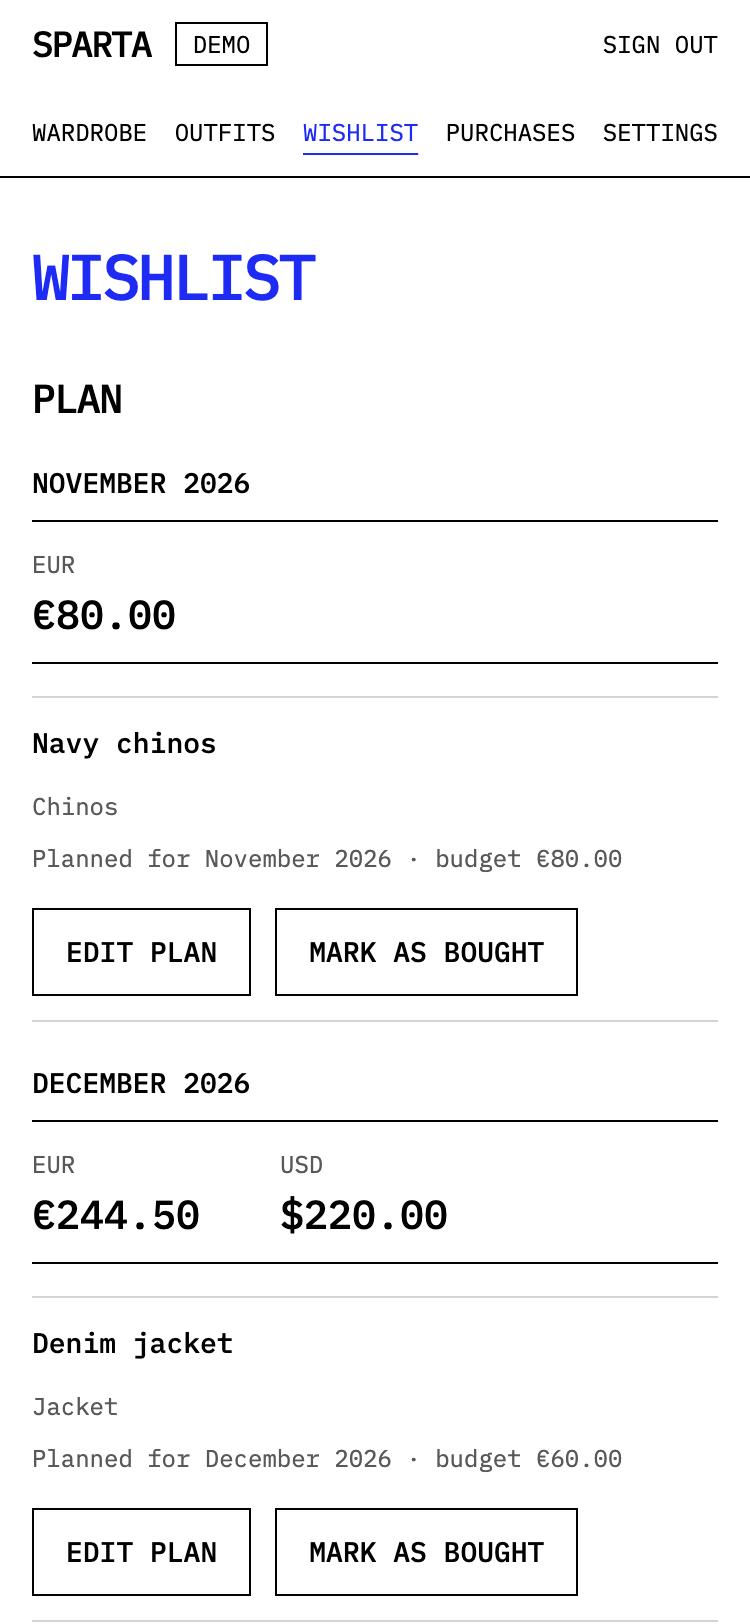 SPARTA DEMO SIGN OUT
WARDROBE OUTFITS WISHLIST PURCHASES SETTINGS
WISHLIST
PLAN
NOVEMBER 2026
EUR
€80.00
Navy chinos
Chinos
Planned for November 2026 · budget €80.00
EDIT PLAN MARK AS BOUGHT
DECEMBER 2026
EUR USD
€244.50 $220.00
Denim jacket
Jacket
Planned for December 2026 · budget €60.00
EDIT PLAN MARK AS BOUGHT